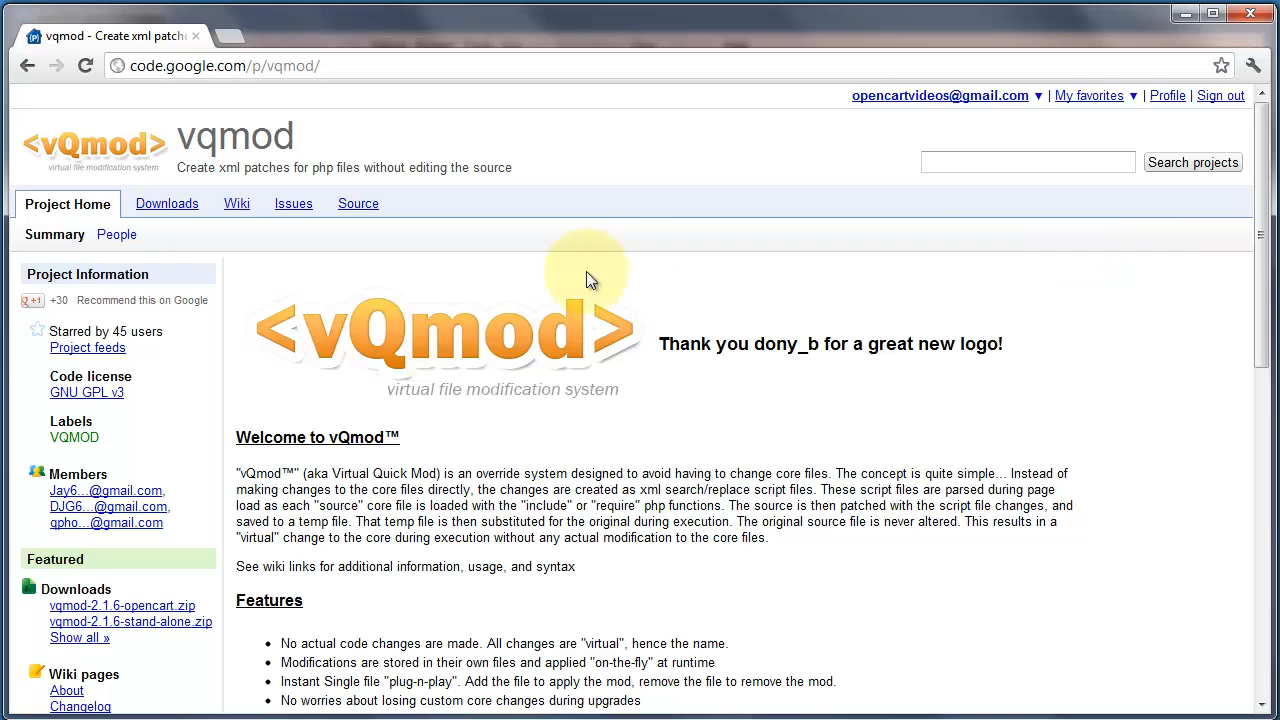 vqmod - Create xml patch
code.google.com/p/vqmod/
opencartvideos@gmail.com ▼ | My favorites ▼ | Profile | Sign out
<vQmod>
virtual file modification system
vqmod
Create xml patches for php files without editing the source
Search projects
Project Home Downloads Wiki Issues Source
Summary People
Project Information
+1 +30 Recommend this on Google
Starred by 45 users
Project feeds
Code license
GNU GPL v3
Labels
VQMOD
Members
Jay6...@gmail.com,
DJG6...@gmail.com,
qpho...@gmail.com
Featured
Downloads
vqmod-2.1.6-opencart.zip
vqmod-2.1.6-stand-alone.zip
Show all »
Wiki pages
About
Changelog
<vQmod>
virtual file modification system
Thank you dony_b for a great new logo!
Welcome to vQmod™
"vQmod™" (aka Virtual Quick Mod) is an override system designed to avoid having to change core files. The concept is quite simple... Instead of
making changes to the core files directly, the changes are created as xml search/replace script files. These script files are parsed during page
load as each "source" core file is loaded with the "include" or "require" php functions. The source is then patched with the script file changes, and
saved to a temp file. That temp file is then substituted for the original during execution. The original source file is never altered. This results in a
"virtual" change to the core during execution without any actual modification to the core files.
See wiki links for additional information, usage, and syntax
Features
• No actual code changes are made. All changes are "virtual", hence the name.
• Modifications are stored in their own files and applied "on-the-fly" at runtime
• Instant Single file "plug-n-play". Add the file to apply the mod, remove the file to remove the mod.
• No worries about losing custom core changes during upgrades